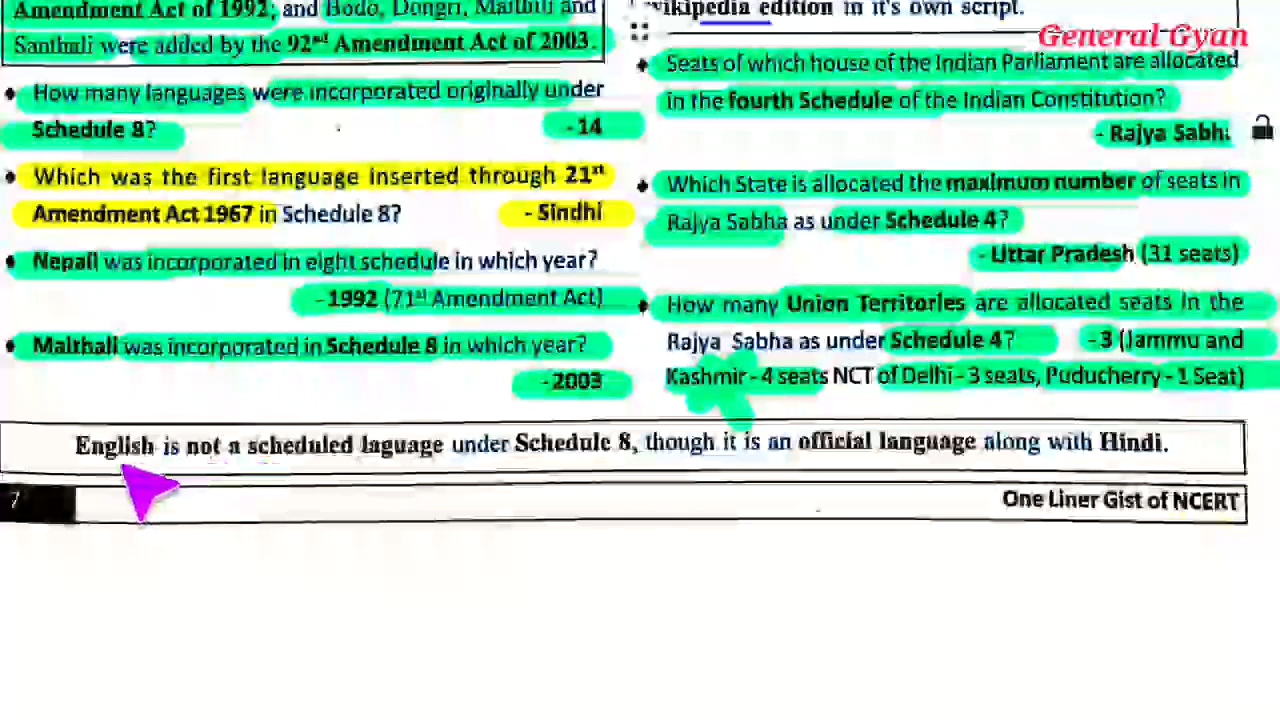 Amendment Act of 1992; and Bodo, Dongri, Maithili and
Santhali were added by the 92nd Amendment Act of 2003.
How many languages were incorporated originally under
Schedule 8?
- 14
Which was the first language inserted through 21st
Amendment Act 1967 in Schedule 8?
- Sindhi
Nepali was incorporated in eight schedule in which year?
- 1992 (71st Amendment Act)
Maithali was incorporated in Schedule 8 in which year?
- 2003
wikipedia edition in it's own script.
General Gyan
Seats of which house of the Indian Parliament are allocated
in the fourth Schedule of the Indian Constitution?
- Rajya Sabha
Which State is allocated the maximum number of seats in
Rajya Sabha as under Schedule 4?
- Uttar Pradesh (31 seats)
How many Union Territories are allocated seats in the
Rajya Sabha as under Schedule 4? - 3 (Jammu and
Kashmir - 4 seats NCT of Delhi - 3 seats, Puducherry - 1 Seat)
English is not a scheduled laguage under Schedule 8, though it is an official language along with Hindi.
7
One Liner Gist of NCERT